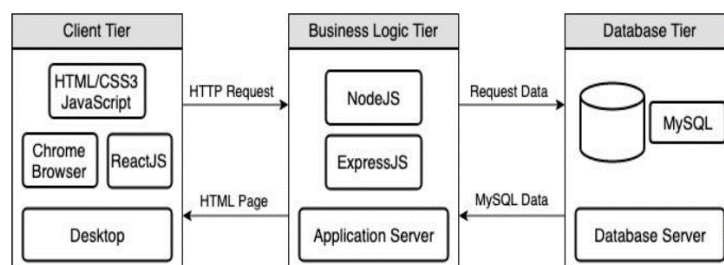 Client Tier
Business Logic Tier
Database Tier
HTML/CSS3
JavaScript
HTTP Request
NodeJS
Request Data
MySQL
Chrome
Browser
ReactJS
ExpressJS
HTML Page
MySQL Data
Desktop
Application Server
Database Server